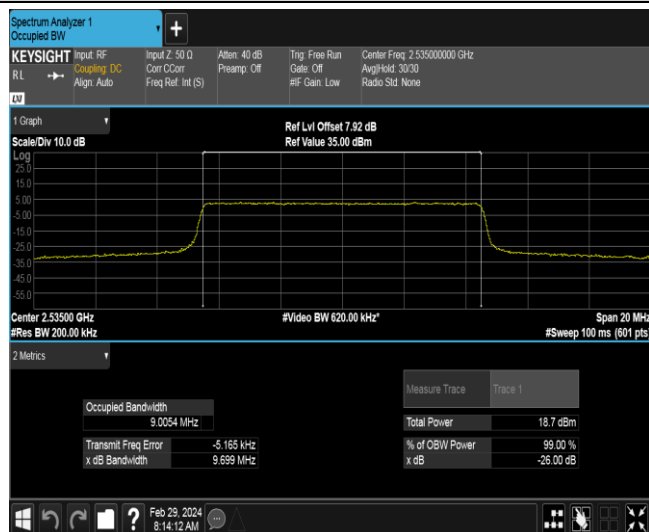 Spectrum Analyzer 1
Occupied BW
+
KEYSIGHT Input: RF Input Z: 50 Ω Atten: 40 dB Trig: Free Run Center Freq: 2.535000000 GHz
RL Coupling: DC Corr CCorr Preamp: Off Gate: Off Avg|Hold: 30/30
Align: Auto Freq Ref: Int (S) #IF Gain: Low Radio Std: None
LXI
1 Graph
Ref Lvl Offset 7.92 dB
Scale/Div 10.0 dB Ref Value 35.00 dBm
Log
25.0
15.0
5.00
-5.00
-15.0
-25.0
-35.0
-45.0
-55.0
Center 2.53500 GHz #Video BW 620.00 kHz* Span 20 MHz
#Res BW 200.00 kHz #Sweep 100 ms (601 pts)
2 Metrics
Measure Trace Trace 1
Occupied Bandwidth
9.0054 MHz Total Power 18.7 dBm
Transmit Freq Error -5.165 kHz % of OBW Power 99.00 %
x dB Bandwidth 9.699 MHz x dB -26.00 dB
? Feb 29, 2024
8:14:12 AM